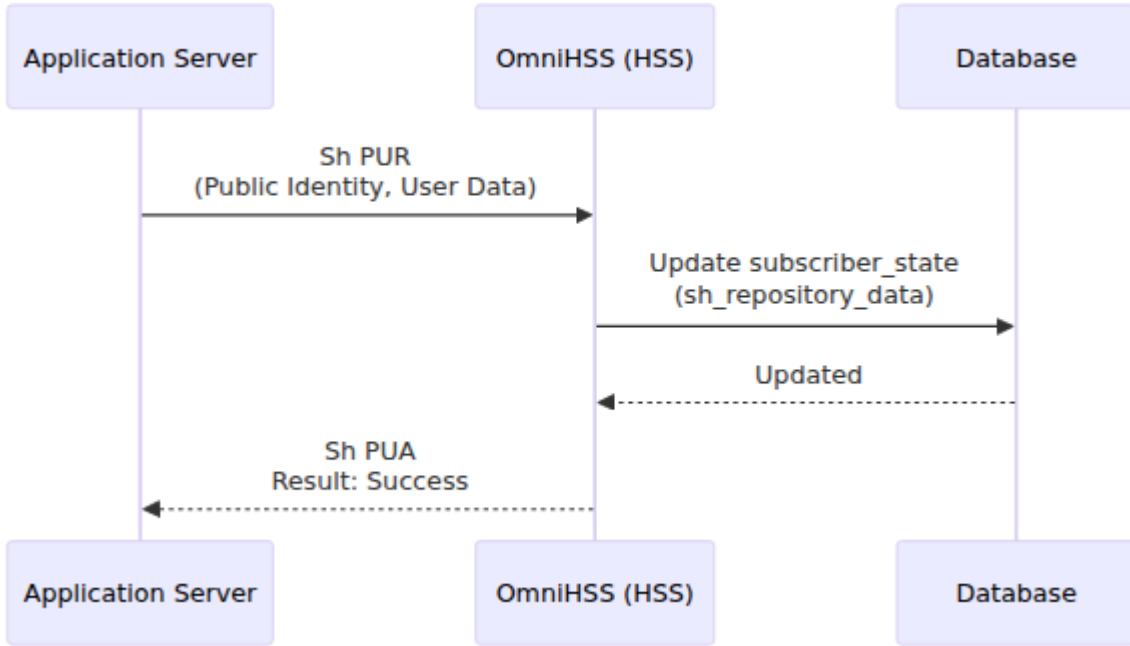 Application Server
OmniHSS (HSS)
Database
Sh PUR
(Public Identity, User Data)
Update subscriber_state
(sh_repository_data)
Updated
Sh PUA
Result: Success
Application Server
OmniHSS (HSS)
Database